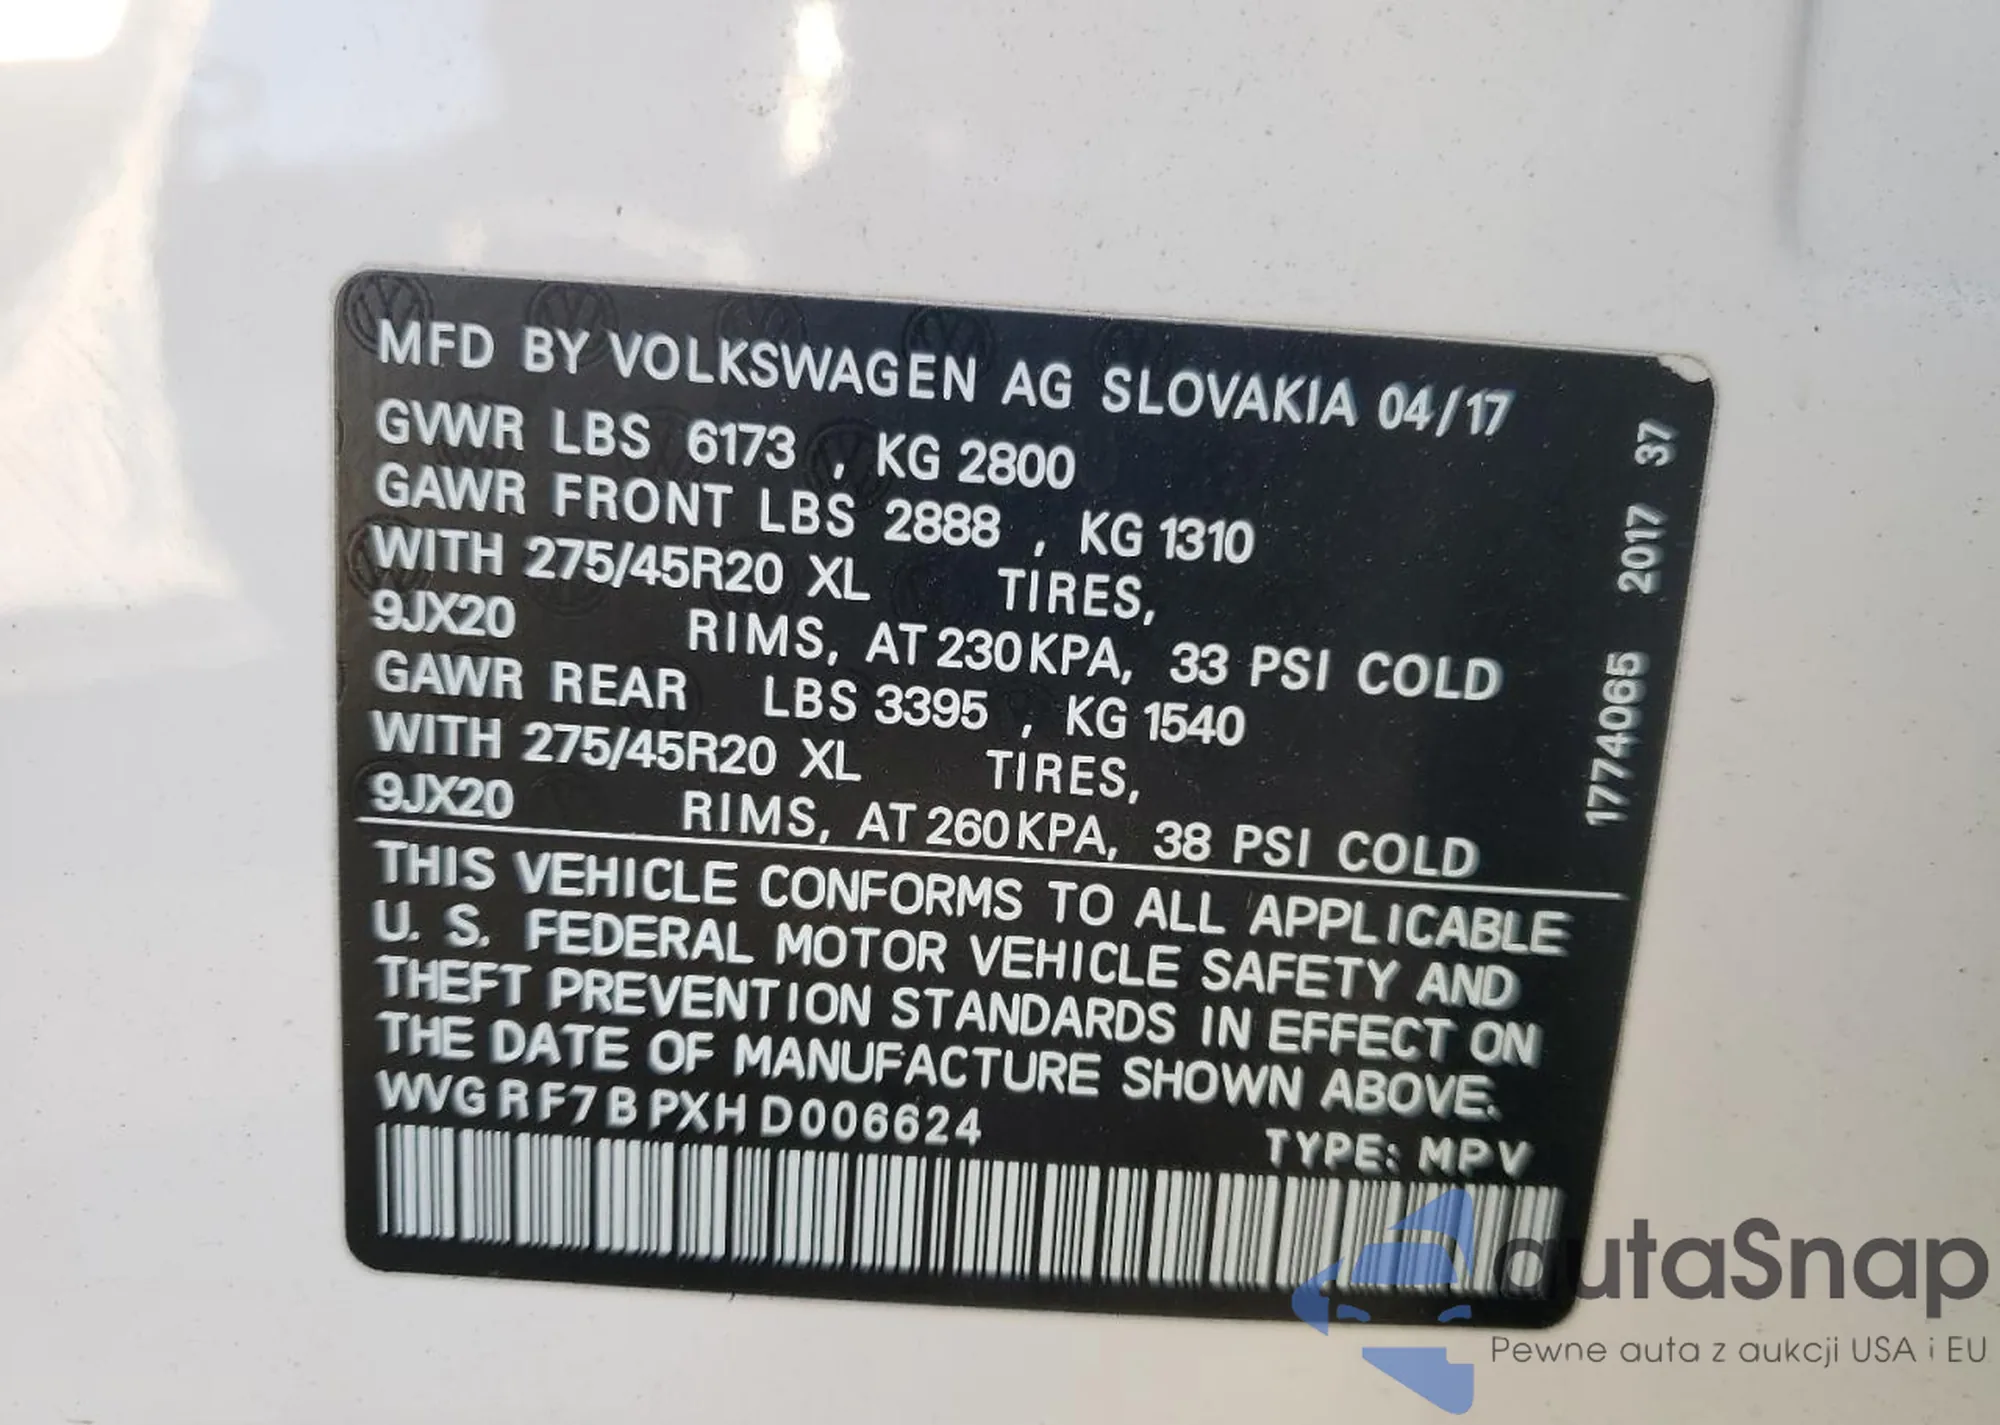 MFD BY VOLKSWAGEN AG SLOVAKIA 04/17
GVWR LBS 6173 , KG 2800
GAWR FRONT LBS 2888 , KG 1310
WITH 275/45R20 XL TIRES,
9JX20 RIMS, AT 230KPA, 33 PSI COLD
GAWR REAR LBS 3395 , KG 1540
WITH 275/45R20 XL TIRES,
9JX20 RIMS, AT 260KPA, 38 PSI COLD
THIS VEHICLE CONFORMS TO ALL APPLICABLE
U. S. FEDERAL MOTOR VEHICLE SAFETY AND
THEFT PREVENTION STANDARDS IN EFFECT ON
THE DATE OF MANUFACTURE SHOWN ABOVE.
WVGRF7BPXHD006624
TYPE: MPV
1774065 2017 37
autaSnap
Pewne auta z aukcji USA i EU